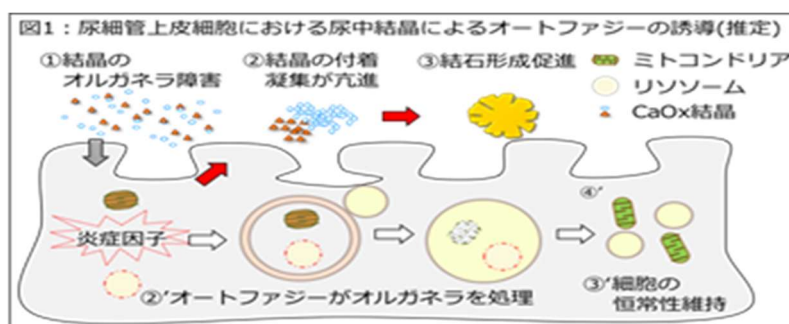 図1：尿細管上皮細胞における尿中結晶によるオートファジーの誘導(推定)
①結晶の
オルガネラ障害
②結晶の付着
凝集が亢進
③結石形成促進
ミトコンドリア
リソソーム
CaOx結晶
炎症因子
②'オートファジーがオルガネラを処理
④'
③'細胞の
恒常性維持